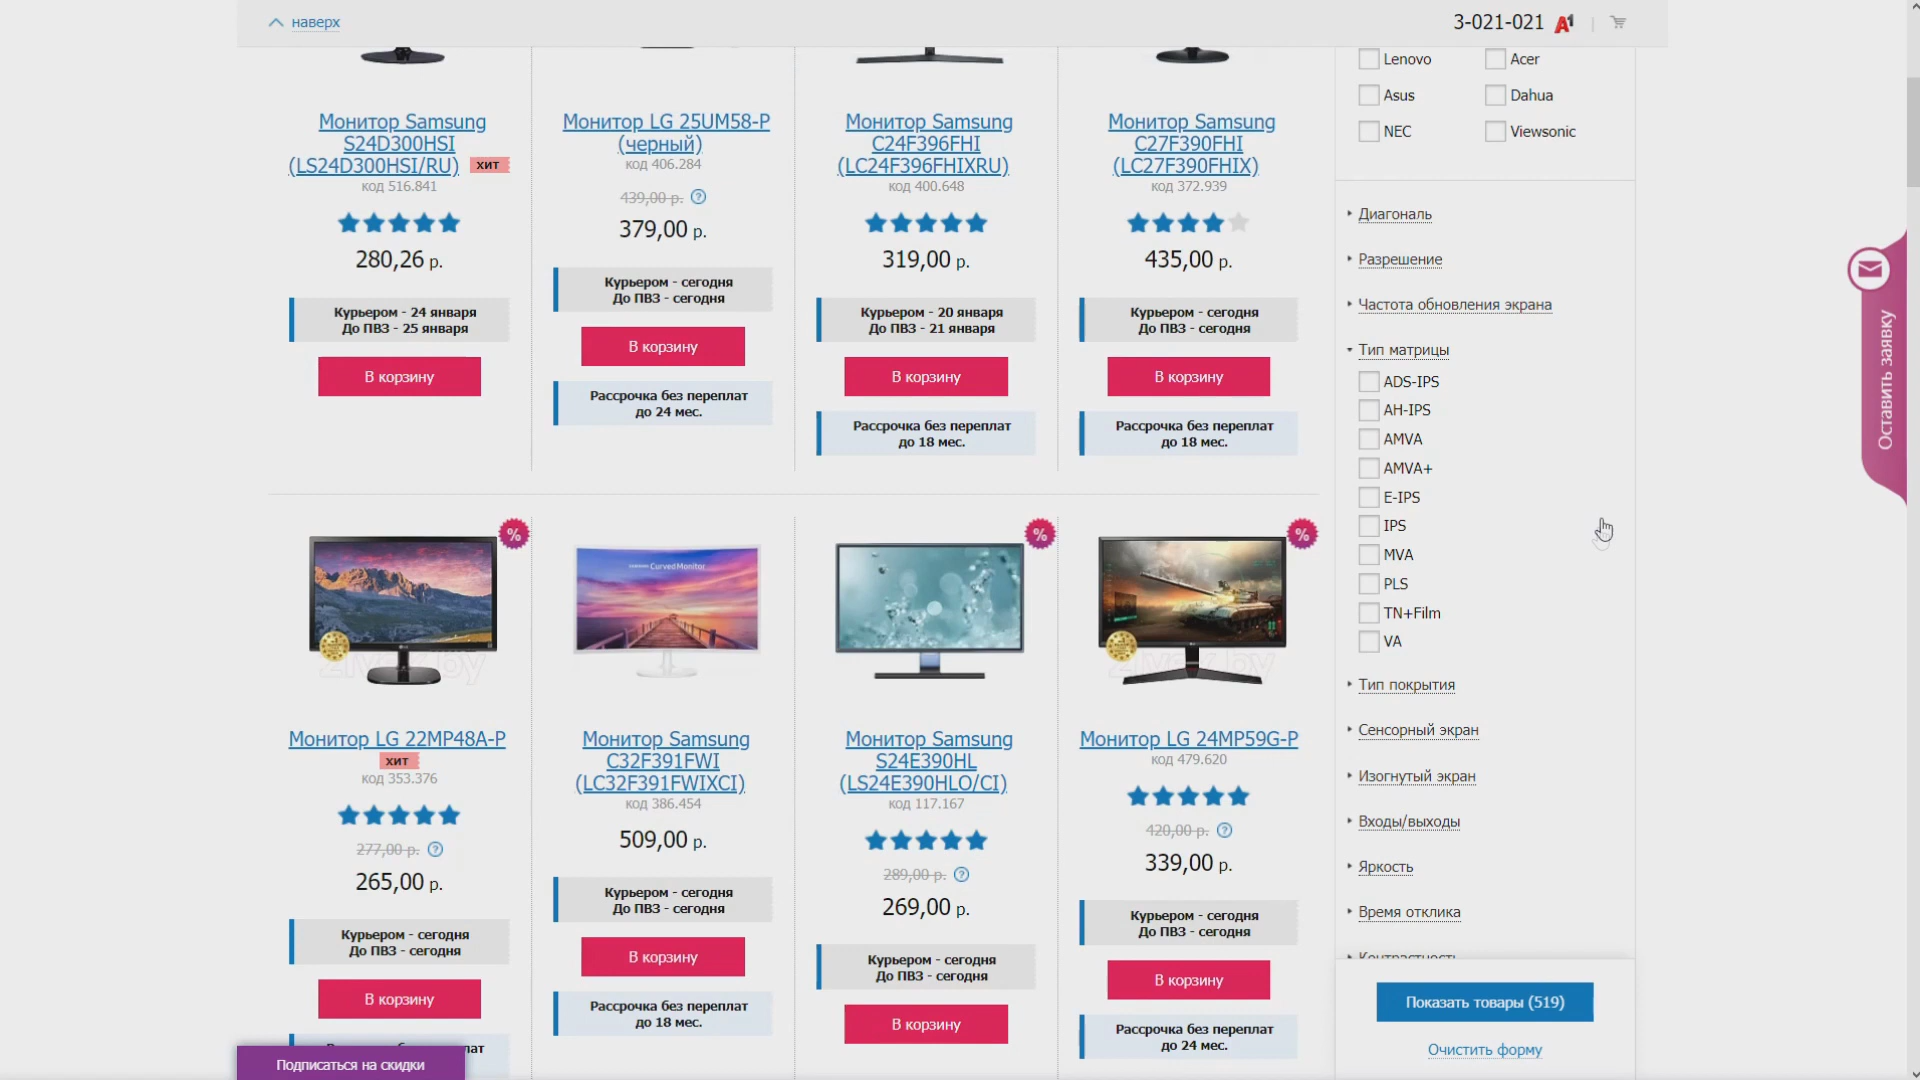 наверх
3-021-021 A1
Монитор Samsung
S24D300HSI
(LS24D300HSI/RU) хит
код 516.841
280,26 р.
Курьером - 24 января
До ПВЗ - 25 января
В корзину
Монитор LG 25UM58-P
(черный)
код 406.284
439,00 р. ?
379,00 р.
Курьером - сегодня
До ПВЗ - сегодня
В корзину
Рассрочка без переплат
до 24 мес.
Монитор Samsung
C24F396FHI
(LC24F396FHIXRU)
код 400.648
319,00 р.
Курьером - 20 января
До ПВЗ - 21 января
В корзину
Рассрочка без переплат
до 18 мес.
Монитор Samsung
C27F390FHI
(LC27F390FHIX)
код 372.939
435,00 р.
Курьером - сегодня
До ПВЗ - сегодня
В корзину
Рассрочка без переплат
до 18 мес.
%
Монитор LG 22MP48A-P
хит
код 353.376
277,00 р. ?
265,00 р.
Курьером - сегодня
До ПВЗ - сегодня
В корзину
Curved Monitor
Монитор Samsung
C32F391FWI
(LC32F391FWIXCI)
код 386.454
509,00 р.
Курьером - сегодня
До ПВЗ - сегодня
В корзину
Рассрочка без переплат
до 18 мес.
%
Монитор Samsung
S24E390HL
(LS24E390HLO/CI)
код 117.167
289,00 р. ?
269,00 р.
Курьером - сегодня
До ПВЗ - сегодня
В корзину
%
Монитор LG 24MP59G-P
код 479.620
420,00 р. ?
339,00 р.
Курьером - сегодня
До ПВЗ - сегодня
В корзину
Рассрочка без переплат
до 24 мес.
Lenovo
Acer
Asus
Dahua
NEC
Viewsonic
Диагональ
Разрешение
Частота обновления экрана
Тип матрицы
ADS-IPS
AH-IPS
AMVA
AMVA+
E-IPS
IPS
MVA
PLS
TN+Film
VA
Тип покрытия
Сенсорный экран
Изогнутый экран
Входы/выходы
Яркость
Время отклика
Контрастность
Показать товары (519)
Очистить форму
Оставить заявку
Подписаться на скидки